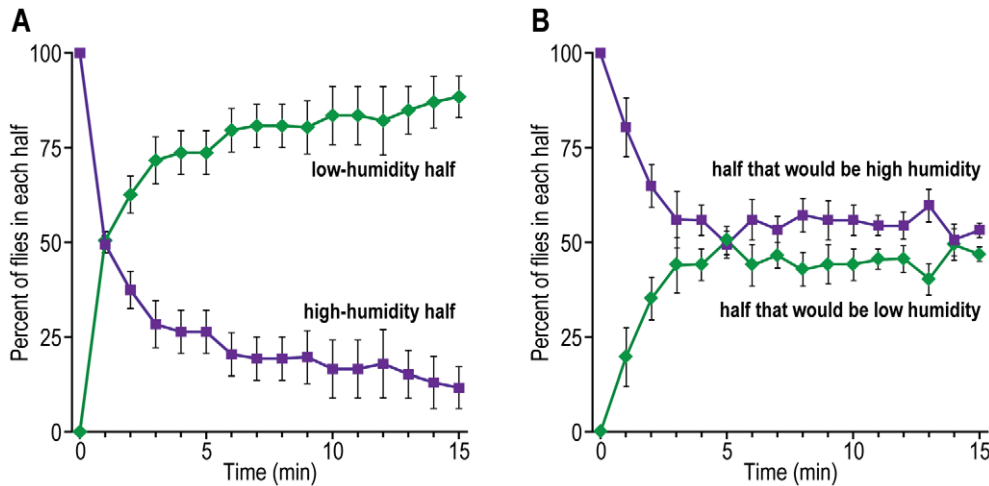 A
Percent of flies in each half
100
75
50
25
0
low-humidity half
high-humidity half
0 5 10 15
Time (min)
B
Percent of flies in each half
100
75
50
25
0
half that would be high humidity
half that would be low humidity
0 5 10 15
Time (min)